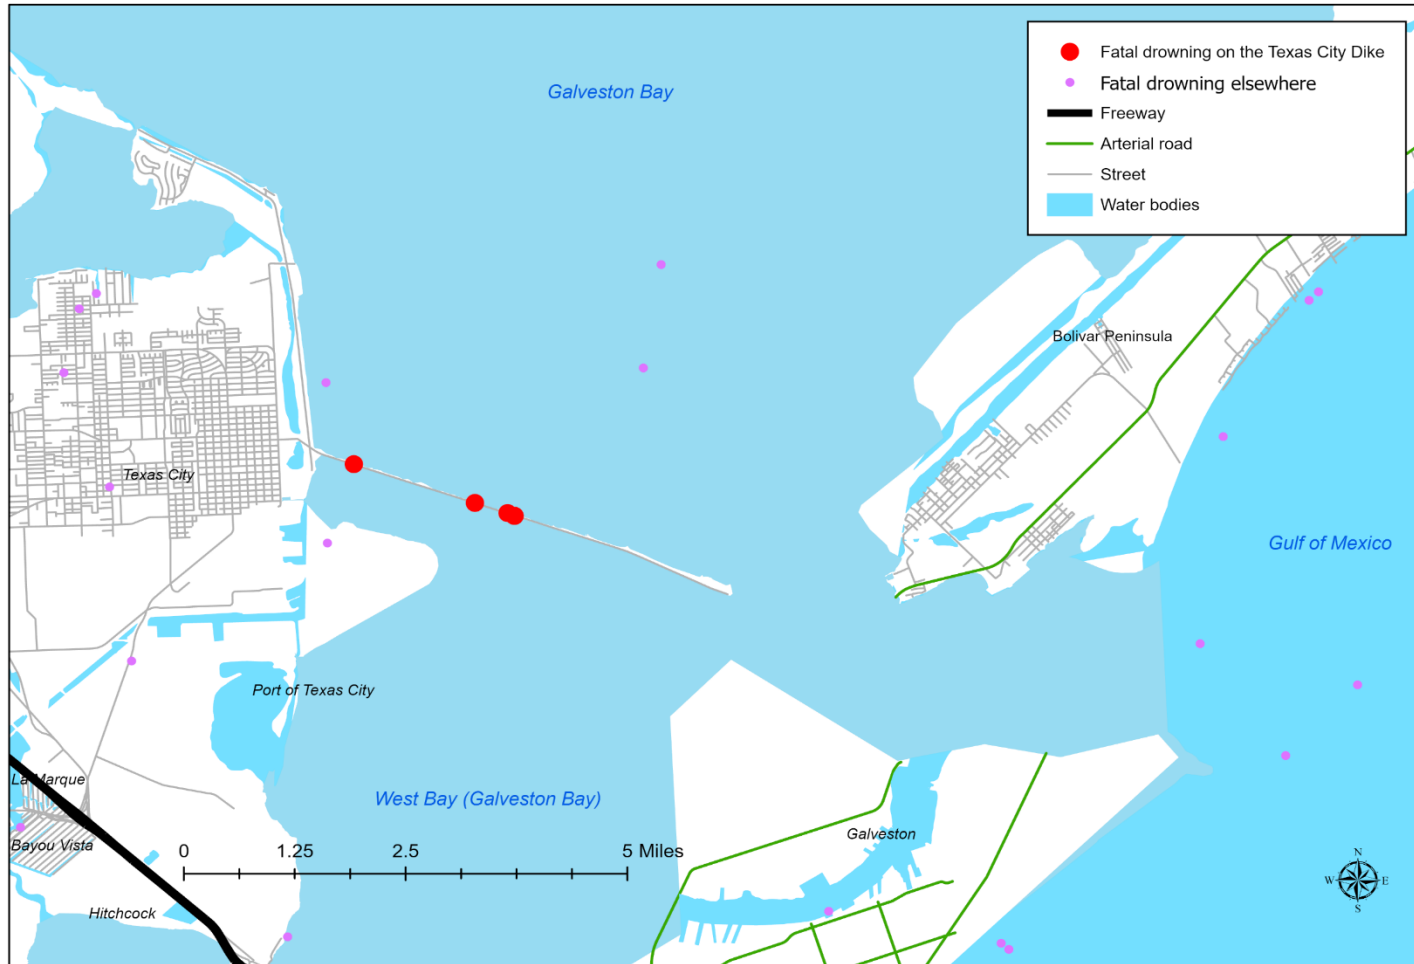 Galveston Bay
Fatal drowning on the Texas City Dike
Fatal drowning elsewhere
Freeway
Arterial road
Street
Water bodies
Bolivar Peninsula
Texas City
Gulf of Mexico
Port of Texas City
La Marque
West Bay (Galveston Bay)
Bayou Vista
Galveston
0 1.25 2.5 5 Miles
Hitchcock
N
W E
S